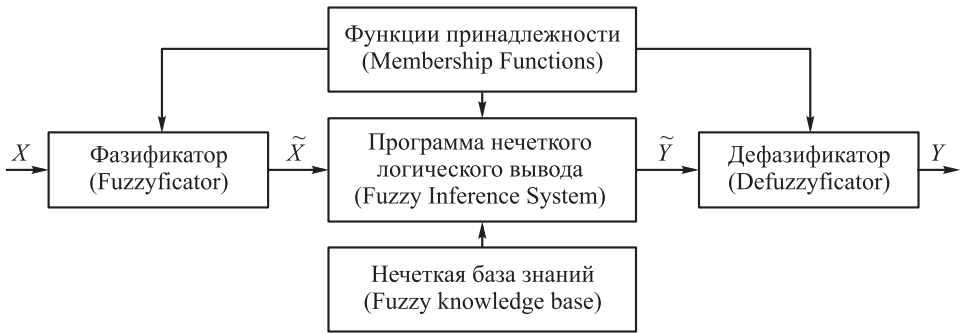 Функции принадлежности
(Membership Functions)
X
Фазификатор
(Fuzzyficator)
X̃
Программа нечеткого
логического вывода
(Fuzzy Inference System)
Ỹ
Дефазификатор
(Defuzzyficator)
Y
Нечеткая база знаний
(Fuzzy knowledge base)